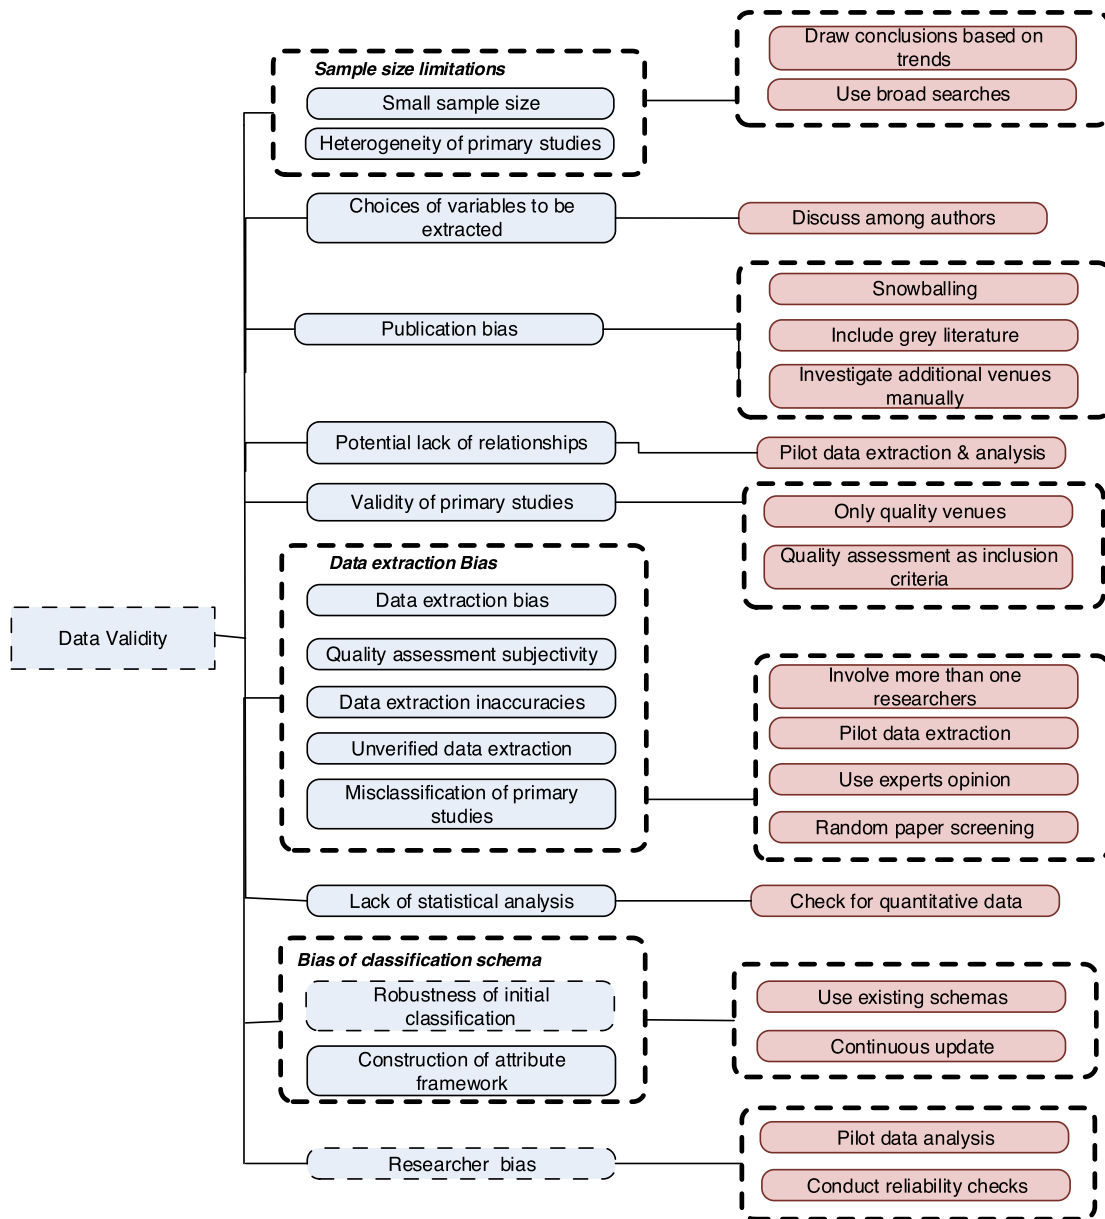 Draw conclusions based on
trends
Use broad searches
Sample size limitations
Small sample size
Heterogeneity of primary studies
Choices of variables to be
extracted
Discuss among authors
Snowballing
Include grey literature
Investigate additional venues
manually
Publication bias
Potential lack of relationships
Pilot data extraction & analysis
Validity of primary studies
Only quality venues
Quality assessment as inclusion
criteria
Data Validity
Data extraction Bias
Data extraction bias
Quality assessment subjectivity
Data extraction inaccuracies
Unverified data extraction
Misclassification of primary
studies
Involve more than one
researchers
Pilot data extraction
Use experts opinion
Random paper screening
Lack of statistical analysis
Check for quantitative data
Bias of classification schema
Robustness of initial
classification
Construction of attribute
framework
Use existing schemas
Continuous update
Researcher  bias
Pilot data analysis
Conduct reliability checks